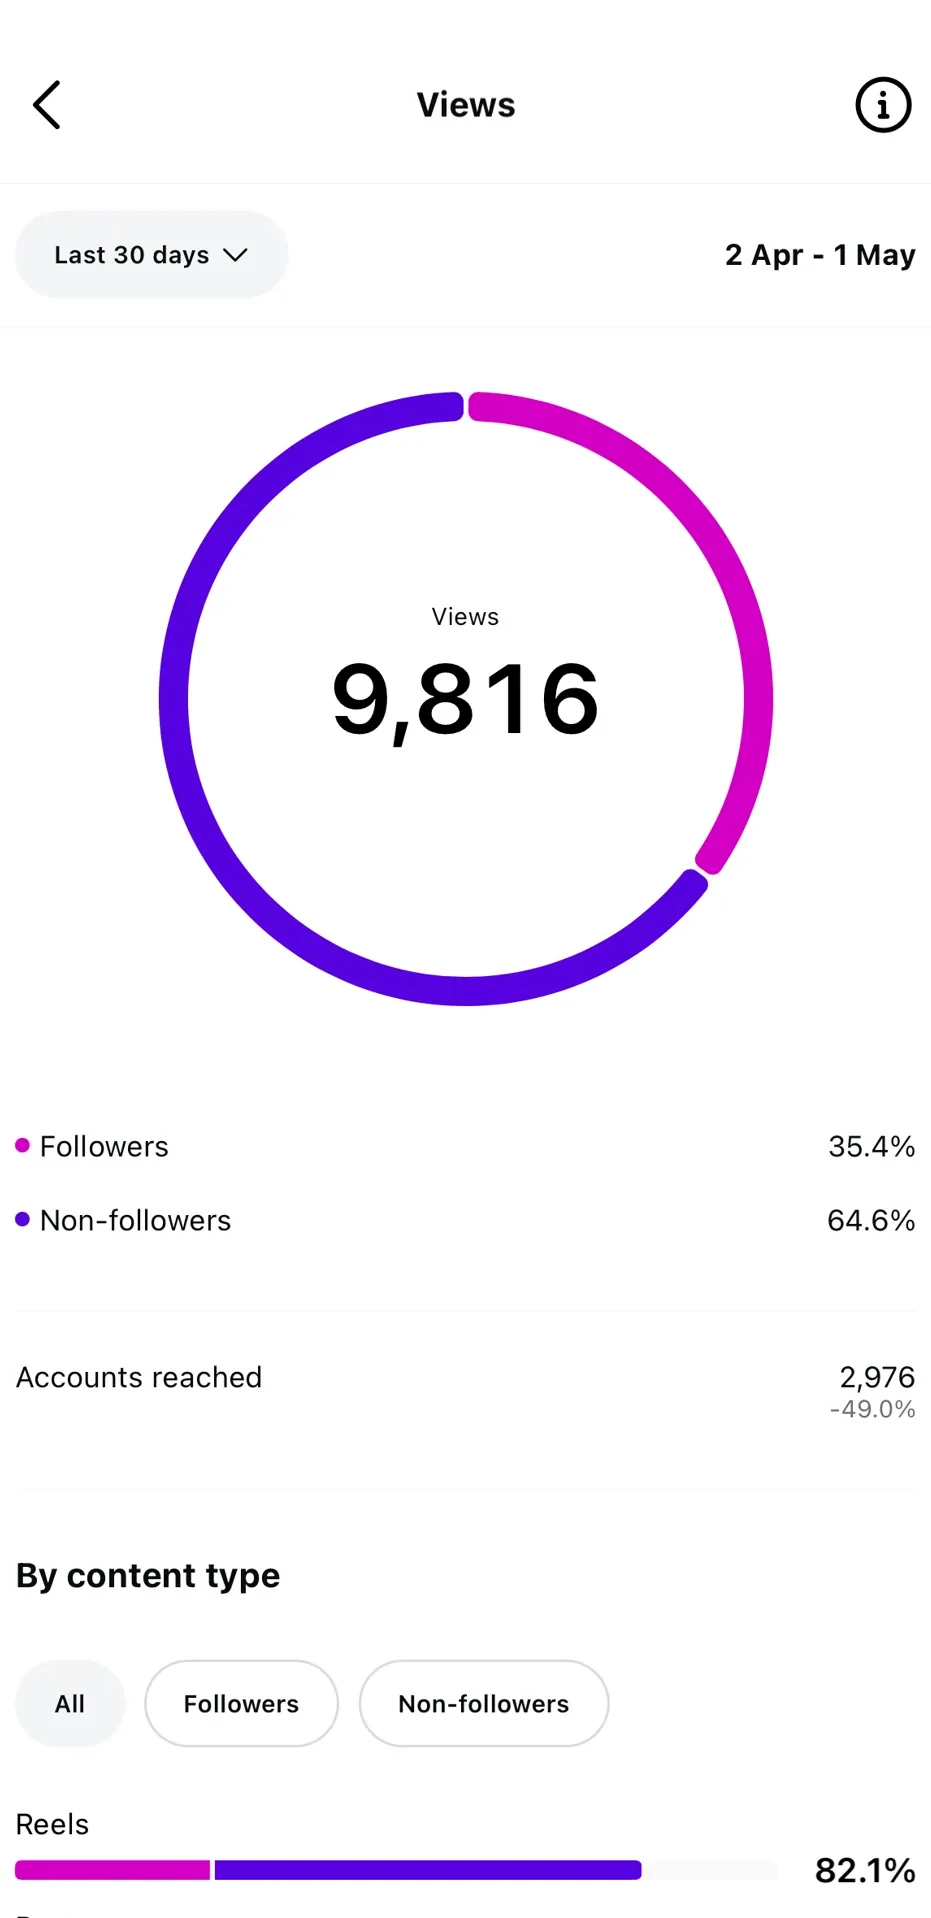 Views
Last 30 days
2 Apr - 1 May
Views
9,816
Followers 35.4%
Non-followers 64.6%
Accounts reached 2,976
-49.0%
By content type
All Followers Non-followers
Reels
82.1%